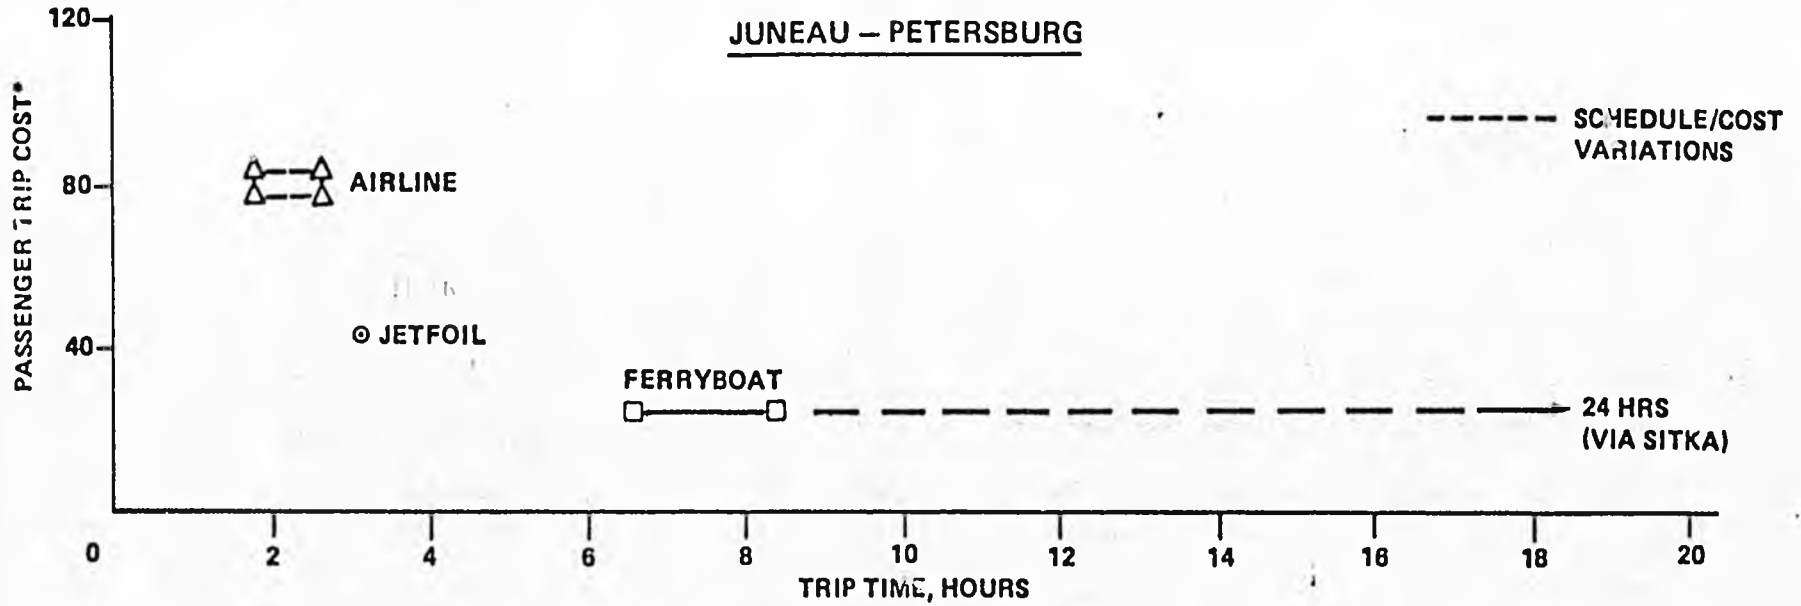 JUNEAU – PETERSBURG
120
80
40
0
PASSENGER TRIP COST*
AIRLINE
JETFOIL
FERRYBOAT
SCHEDULE/COST
VARIATIONS
24 HRS
(VIA SITKA)
2 4 6 8 10 12 14 16 18 20
TRIP TIME, HOURS